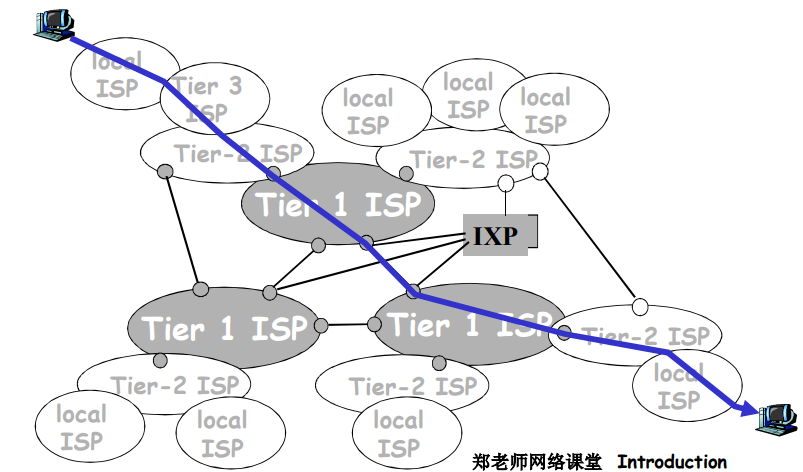 local
ISP
Tier 3
ISP
local
ISP
local
ISP
local
ISP
Tier-2 ISP
Tier-2 ISP
Tier 1 ISP
IXP
Tier 1 ISP
Tier 1 ISP
Tier-2 ISP
Tier-2 ISP
Tier-2 ISP
local
ISP
local
ISP
local
ISP
local
ISP
郑老师网络课堂 Introduction